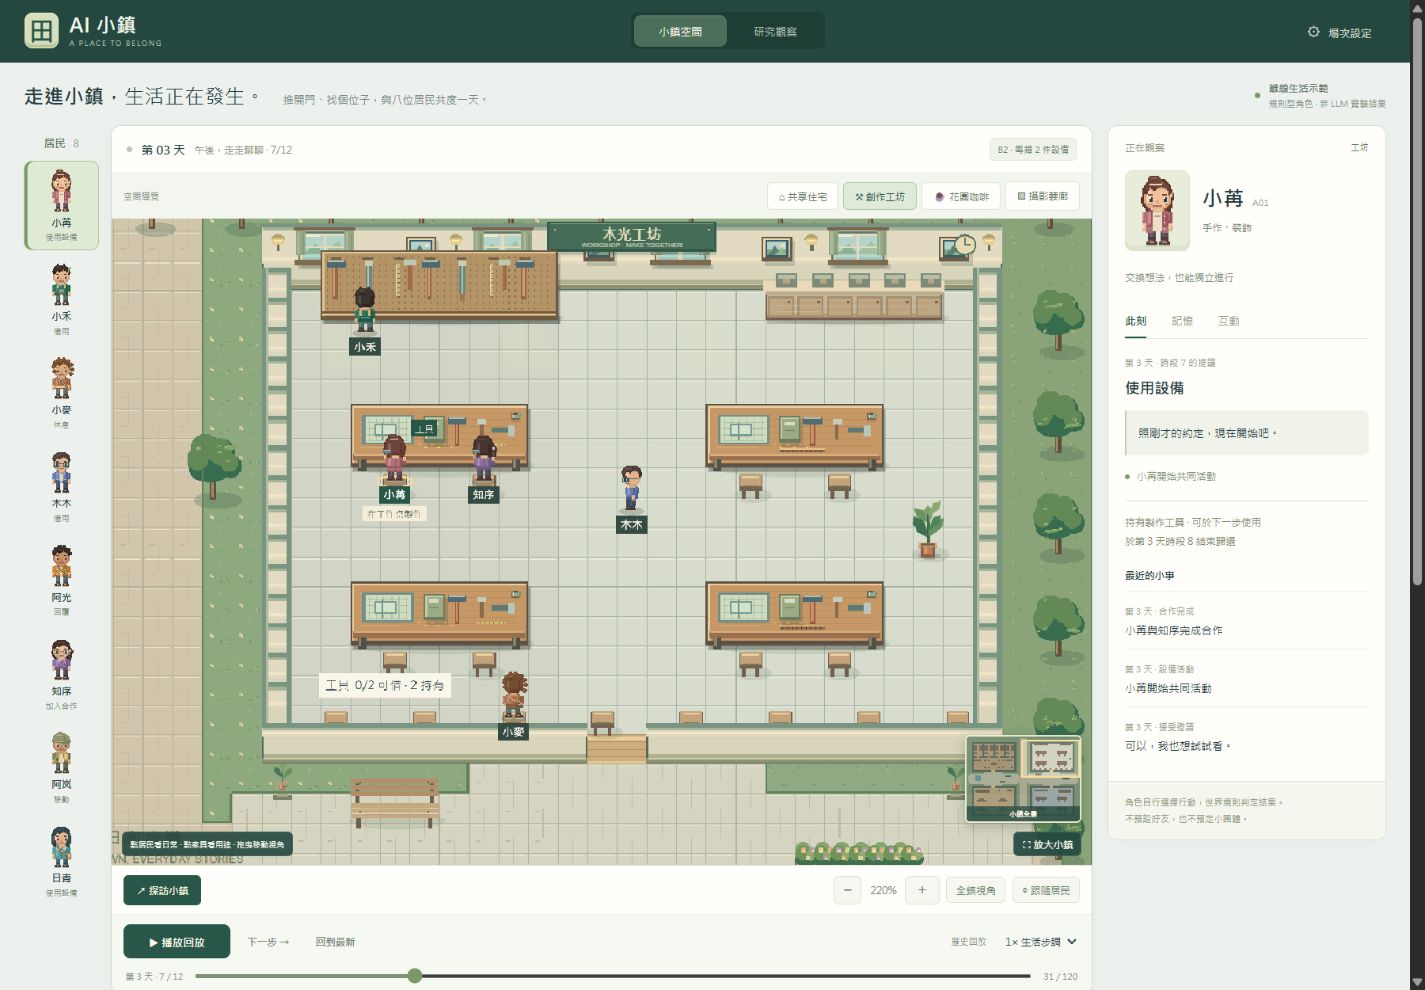 AI 小鎮
A PLACE TO BELONG
小鎮空間
研究觀察
場次設定
走進小鎮・生活正在發生。
推開門、找個位子，與八位居民共度一天。
離線生活示範
規則型角色・非 LLM 實驗結果
居民 8
小苒
使用設備
小禾
借用
小麥
休息
木木
借用
阿光
回覆
知序
加入合作
阿嵐
移動
日青
使用設備
第 03 天 午後，走走聊聊・7/12
B2・每類 2 件設備
空間導覽
共享住宅
創作工坊
花園咖啡
攝影藝廊
木光工坊
WORKSHOP · MAKE TOGETHER
小禾
工具
小苒
知序
在工作桌製作
木木
工具 0/2 可借・2 持有
小麥
小鎮全景
點居民看日常・點家具看用途・拖曳移動視角
WN, EVERYDAY STORIES
放大小鎮
↗ 探訪小鎮
− 220% +
全鎮視角
跟隨居民
▶ 播放回放
下一步 →
回到最新
歷史回放
1× 生活步調
第 3 天・7 / 12
31 / 120
正在觀察
工坊
小苒 A01
手作、裝飾
交換想法，也能獨立進行
此刻
記憶
互動
第 3 天・時段 7 的提議
使用設備
照剛才的約定，現在開始吧。
小苒開始共同活動
持有製作工具・可於下一步使用
於第 3 天時段 8 結束歸還
最近的小事
第 3 天・合作完成
小苒與知序完成合作
第 3 天・設備活動
小苒開始共同活動
第 3 天・接受邀請
可以，我也想試試看。
角色自行選擇行動，世界規則判定結果。
不預設好友，也不預定小團體。